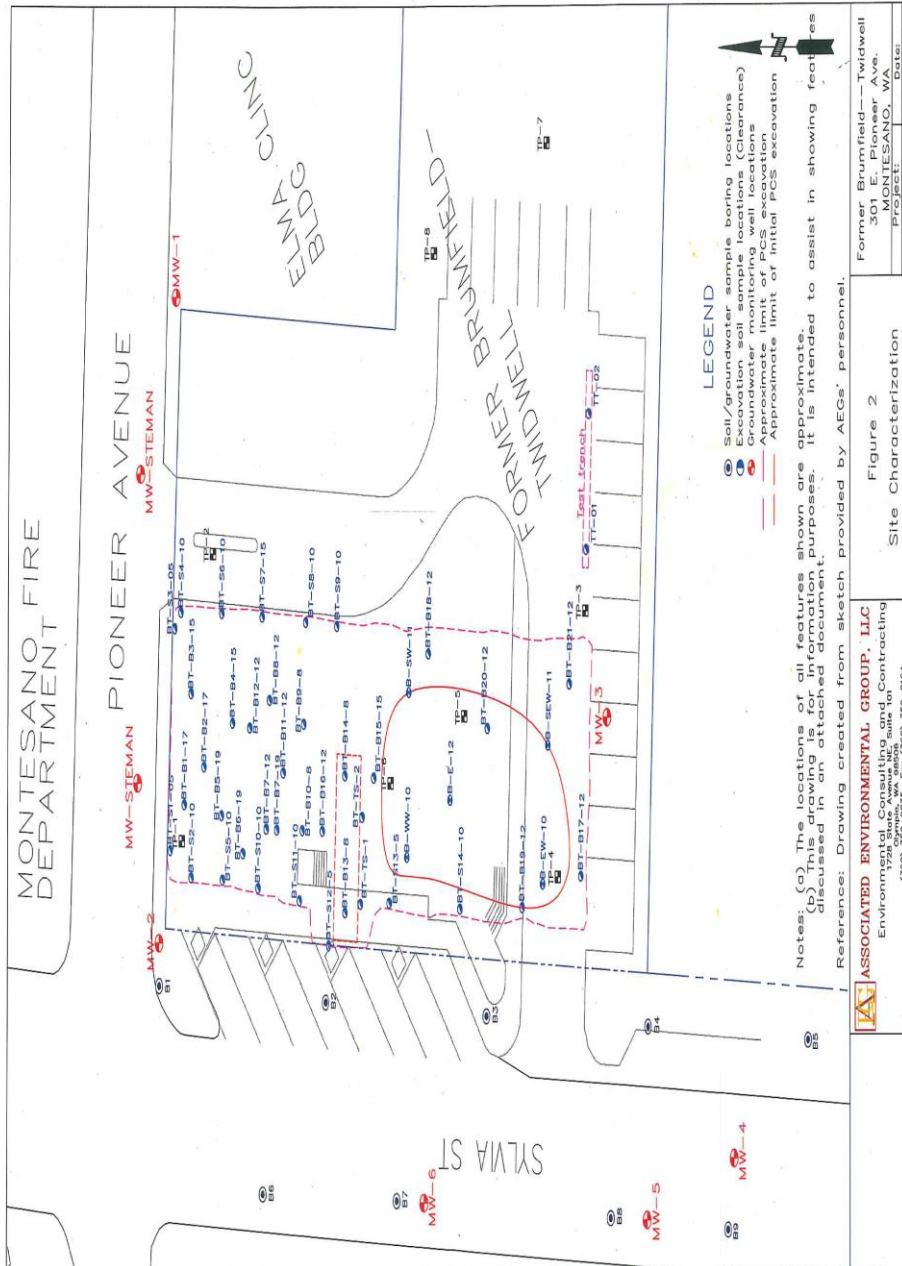 MONTESANO FIRE
DEPARTMENT
PIONEER AVENUE
MW-STEMAN
MW-STEMAN
MW-1
MW-2
ELMA CLINC
BLDG
FORMER BRUMFIELD-
TWIDWELL
SYLVIA ST
B1
B2
B3
B4
B5
B6
B7
B8
B9
MW-6
MW-5
MW-4
MW-3
TP-1
TP-2
TP-3
TP-4
TP-5
TP-7
TP-8
BT-S3-05
BT-S4-10
BT-B3-15
BT-S6-10
BT-B2-17
BT-B4-15
BT-S7-15
BT-B1-17
BT-S2-10
BT-B12-12
BT-B8-12
BT-S8-10
BT-S5-10
BT-B6-19
BT-B11-12
BT-B9-8
BT-S9-10
BT-B7-12
BT-B7-19
BT-S10-10
BT-B10-8
BT-S11-10
BT-B16-12
BT-B14-8
BT-B15-15
BT-TS-2
BT-B13-8
BT-TS-1
BT-S13-5
B-SW-11
BT-B18-12
B-WW-10
B-E-12
BT-B20-12
BT-S14-10
B-SEW-11
BT-B21-12
BT-B19-12
B-EW-10
BT-B17-12
Test trench
TT-01
TT-02
LEGEND
Soil/groundwater sample boring locations
Excavation soil sample locations (Clearance)
Groundwater monitoring well locations
Approximate limit of PCS excavation
Approximate limit of initial PCS excavation
N
Notes: (a) The locations of all features shown are approximate.
(b) This drawing is for information purposes. It is intended to assist in showing features
discussed in an attached document.
Reference: Drawing created from sketch provided by AEGs' personnel.
ASSOCIATED ENVIRONMENTAL GROUP, LLC
Environmental Consulting and Contracting
1728 State Avenue NE, Suite 101
Olympia, WA 98506
Figure 2
Site Characterization
Former Brumfield--Twidwell
301 E. Pioneer Ave.
MONTESANO, WA
Project:
Date: